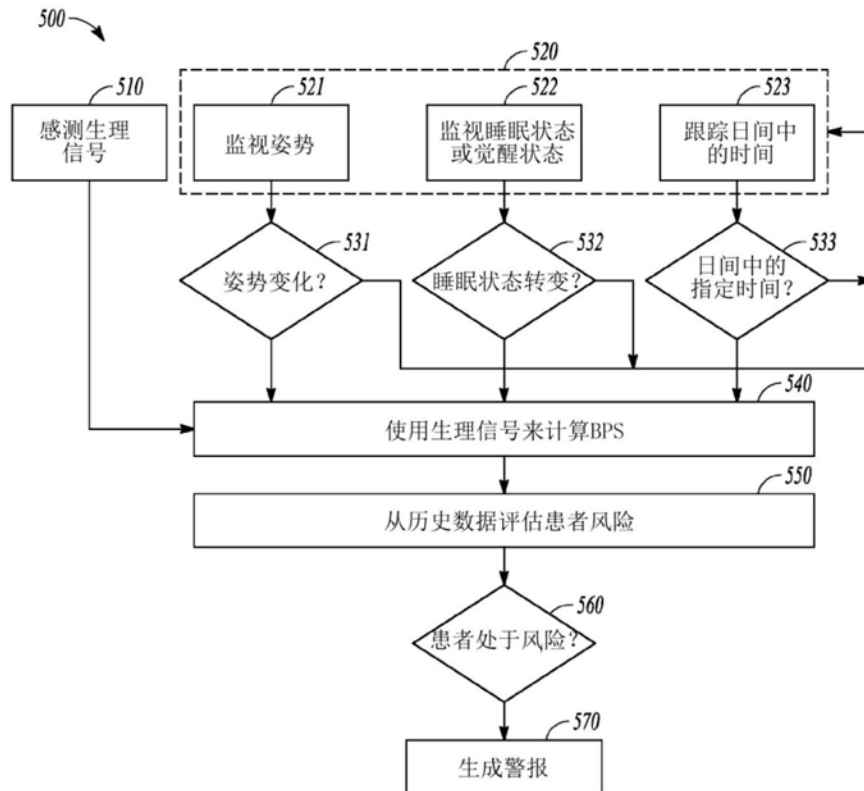 500
520
510
521
522
523
感测生理
信号
监视姿势
监视睡眠状态
或觉醒状态
跟踪日间中
的时间
531
532
533
姿势变化?
睡眠状态转变?
日间中的
指定时间?
540
使用生理信号来计算BPS
550
从历史数据评估患者风险
560
患者处于风险?
570
生成警报